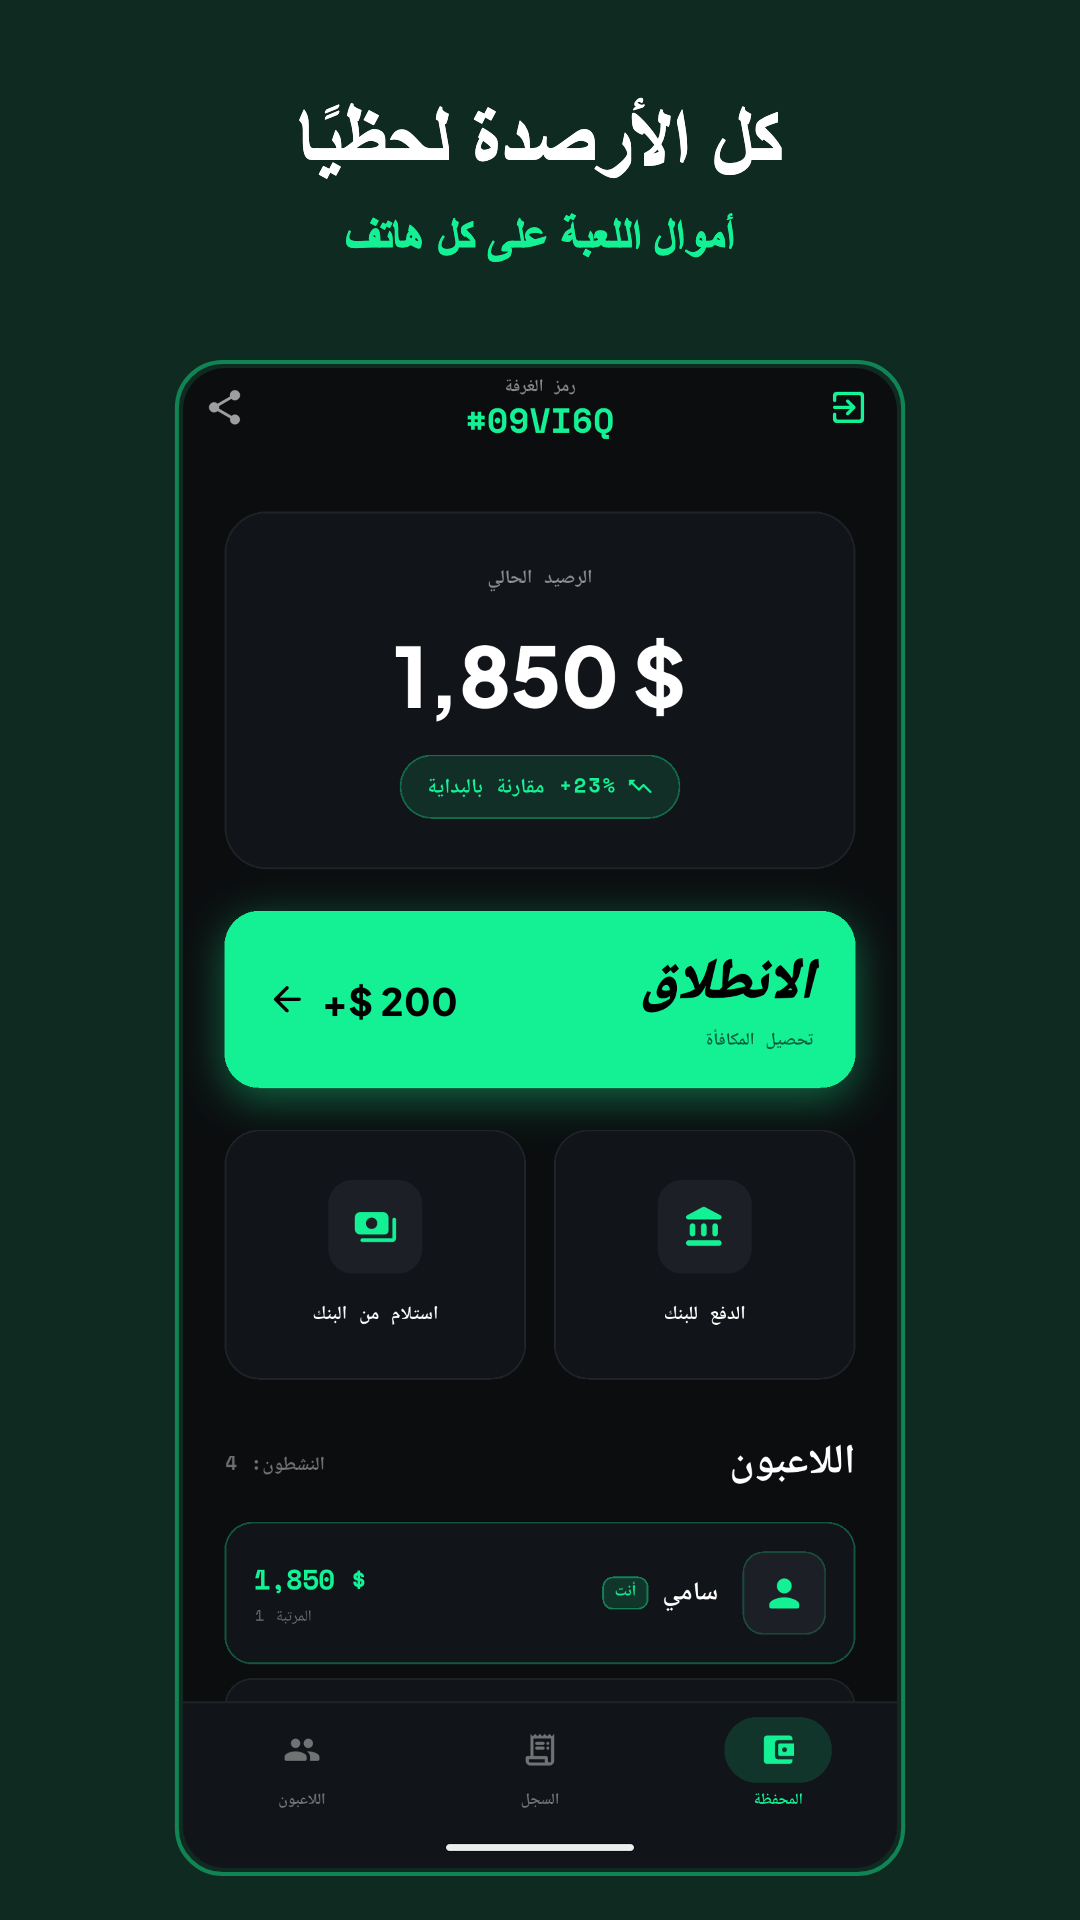 كل الأرصدة لحظيًا
أموال اللعبة على كل هاتف
رمز الغرفة
#09VI6Q
الرصيد الحالي
1,850 $
+23% مقارنة بالبداية
الانطلاق
تحصيل المكافأة
+$ 200
الدفع للبنك
استلام من البنك
اللاعبون
النشطون: 4
سامي
أنت
1,850 $
المرتبة 1
المحفظة
السجل
اللاعبون